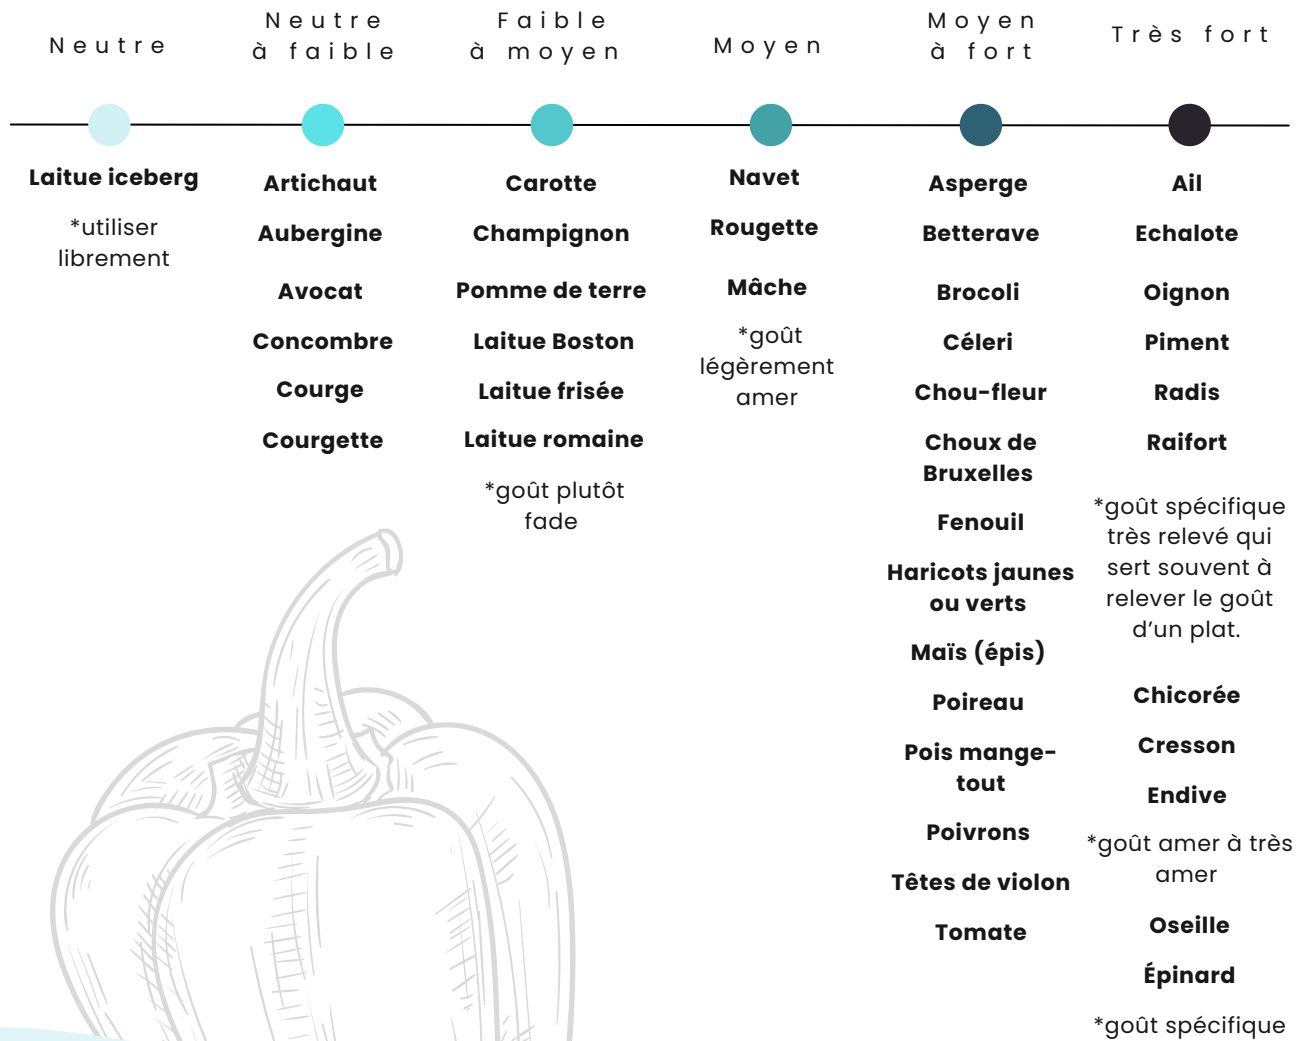 Neutre
Neutre
à faible
Faible
à moyen
Moyen
Moyen
à fort
Très fort
Laitue iceberg
*utiliser
librement
Artichaut
Aubergine
Avocat
Concombre
Courge
Courgette
Carotte
Champignon
Pomme de terre
Laitue Boston
Laitue frisée
Laitue romaine
*goût plutôt
fade
Navet
Rougette
Mâche
*goût
légèrement
amer
Asperge
Betterave
Brocoli
Céleri
Chou-fleur
Choux de
Bruxelles
Fenouil
Haricots jaunes
ou verts
Maïs (épis)
Poireau
Pois mange-
tout
Poivrons
Têtes de violon
Tomate
Ail
Echalote
Oignon
Piment
Radis
Raifort
*goût spécifique
très relevé qui
sert souvent à
relever le goût
d'un plat.
Chicorée
Cresson
Endive
*goût amer à très
amer
Oseille
Épinard
*goût spécifique